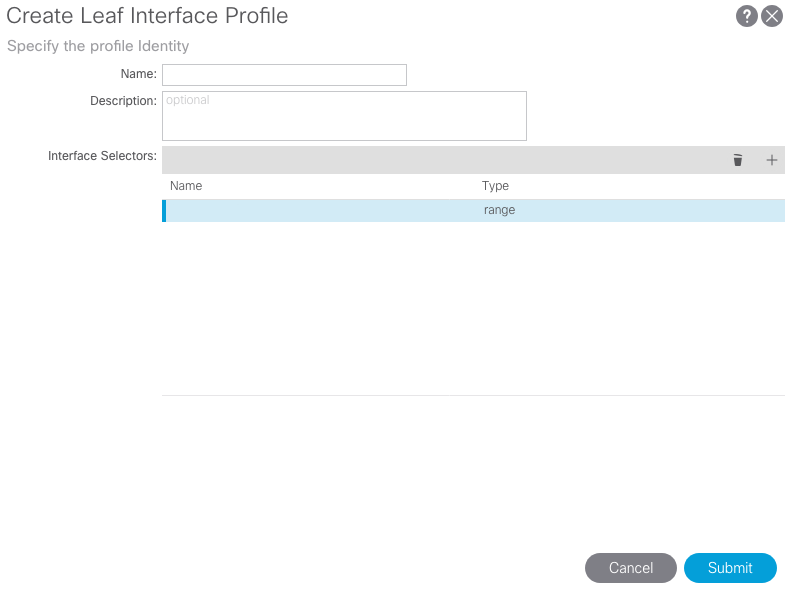 Create Leaf Interface Profile ?
Specify the profile Identity
Name:
Description: optional
Interface Selectors:
Name Type
range
Cancel Submit